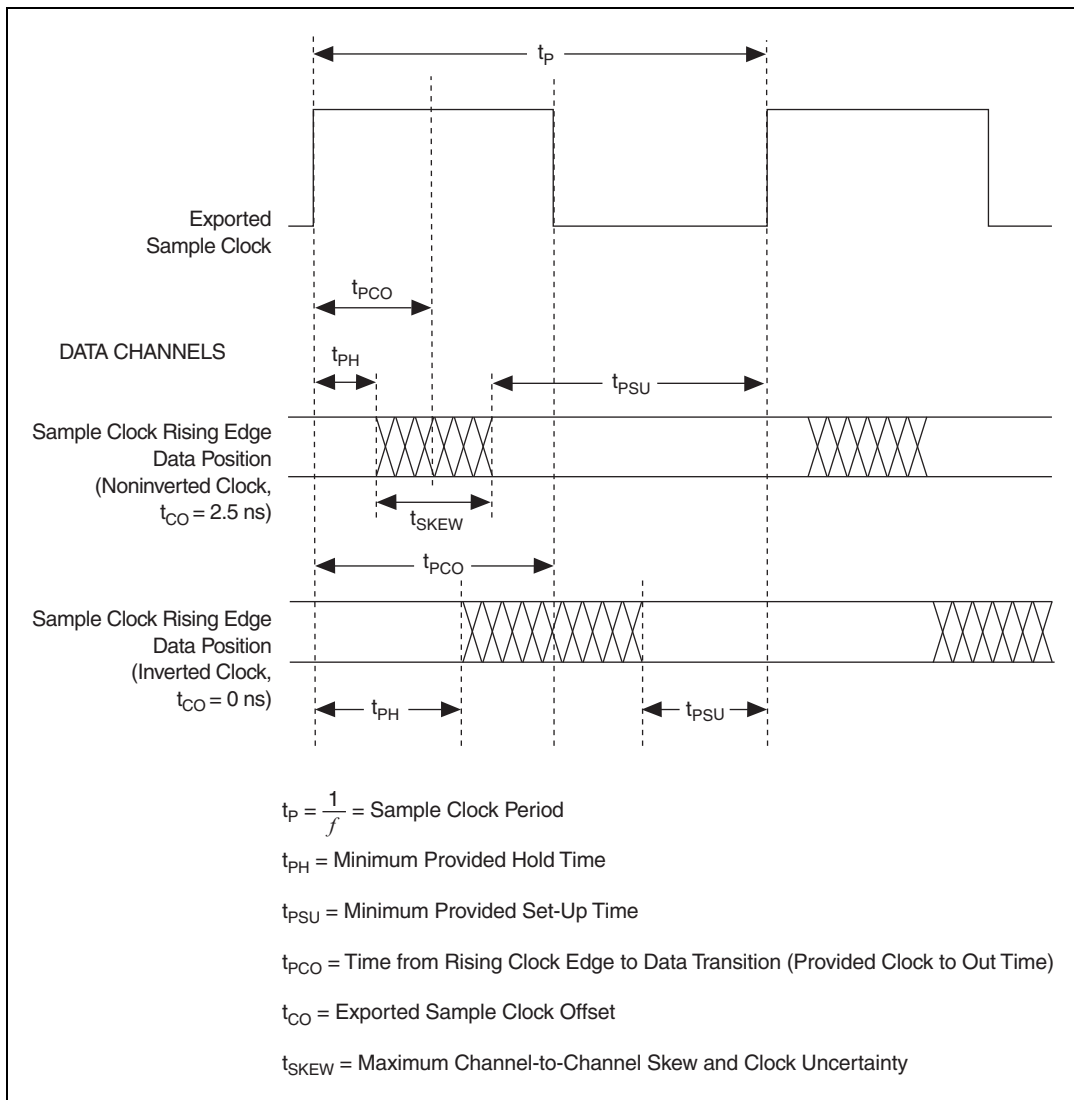 tP
Exported
Sample Clock
tPCO
DATA CHANNELS
tPH
tPSU
Sample Clock Rising Edge
Data Position
(Noninverted Clock,
tCO = 2.5 ns)
tSKEW
tPCO
Sample Clock Rising Edge
Data Position
(Inverted Clock,
tCO = 0 ns)
tPH
tPSU
tP = 1/f = Sample Clock Period
tPH = Minimum Provided Hold Time
tPSU = Minimum Provided Set-Up Time
tPCO = Time from Rising Clock Edge to Data Transition (Provided Clock to Out Time)
tCO = Exported Sample Clock Offset
tSKEW = Maximum Channel-to-Channel Skew and Clock Uncertainty